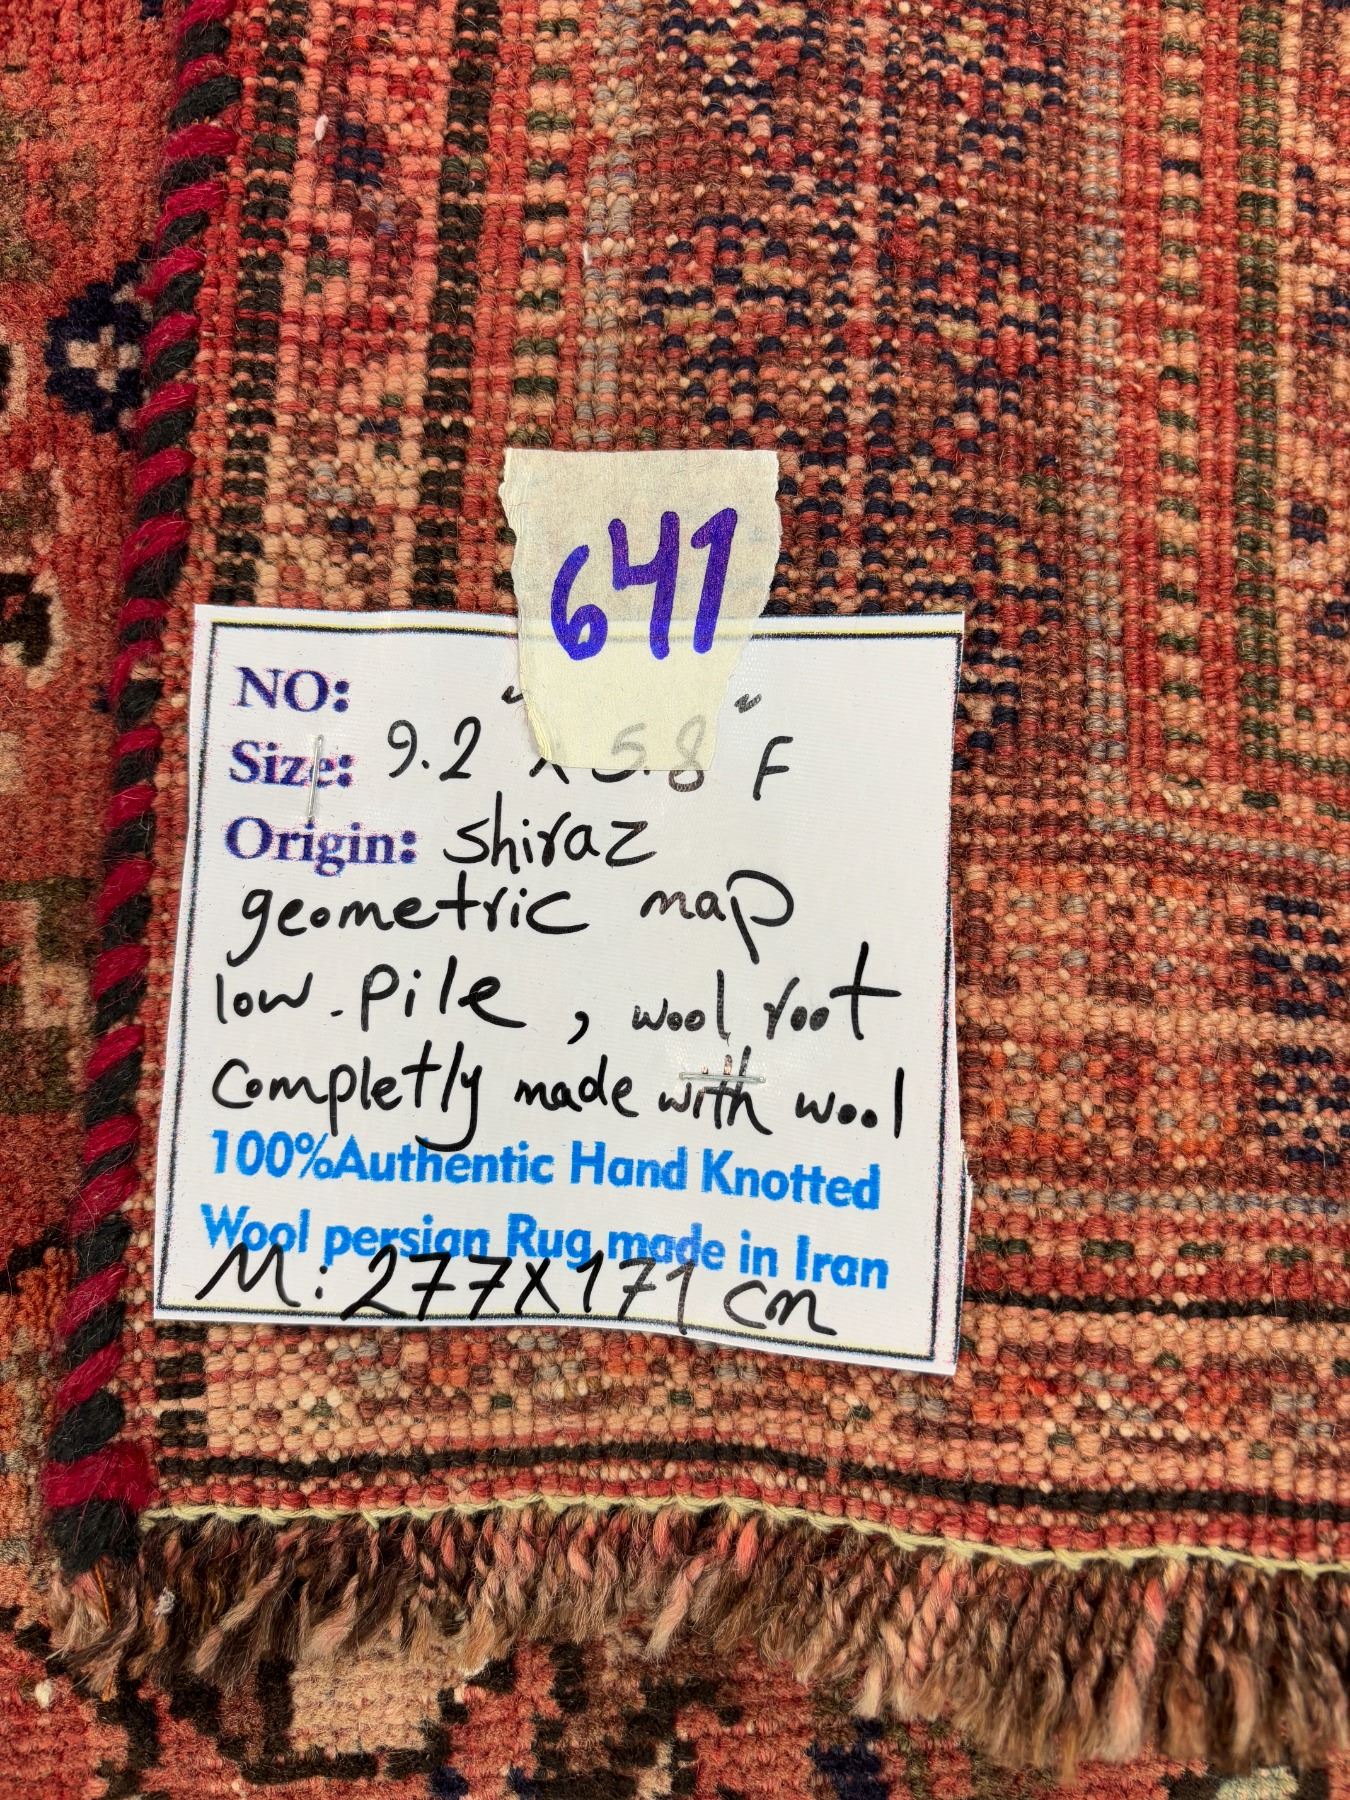 641
NO:
Size: 9.2" x 5.8" F
Origin: shiraz
geometric map
low-pile, wool root
completly made with wool
100%Authentic Hand Knotted
Wool persian Rug made in Iran
M: 277X171 cm